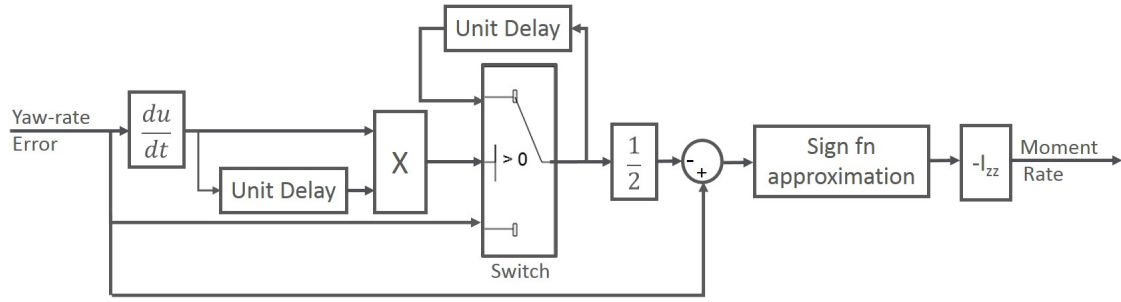 Unit Delay
Yaw-rate
Error
du
dt
X
Unit Delay
> 0
Switch
1
2
-
+
Sign fn
approximation
-Izz
Moment
Rate